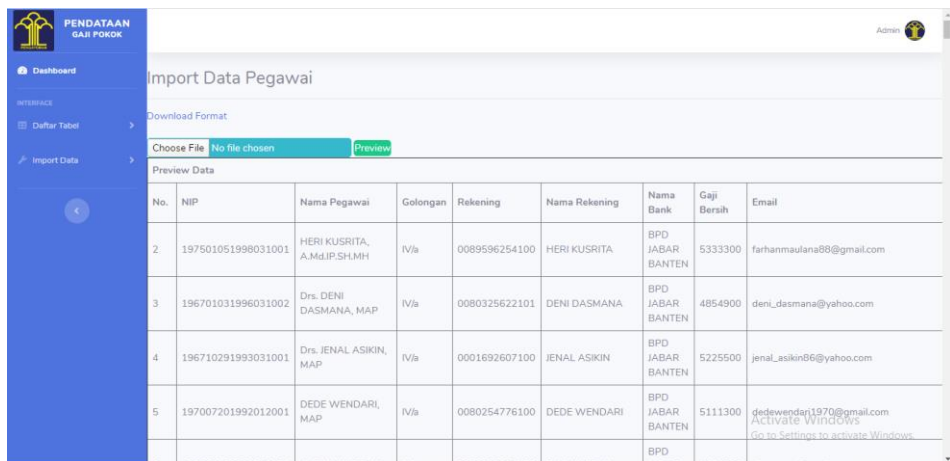 PENDATAAN
GAJI POKOK
Admin
Dashboard
Import Data Pegawai
INTERFACE
Download Format
Daftar Tabel
Choose File No file chosen Preview
Import Data
Preview Data
No. NIP Nama Pegawai Golongan Rekening Nama Rekening Nama Bank Gaji Bersih Email
2 197501051998031001 HERI KUSRITA, A.Md.IP.SH.MH IV/a 0089596254100 HERI KUSRITA BPD JABAR BANTEN 5333300 farhanmaulana88@gmail.com
3 196701031996031002 Drs. DENI DASMANA, MAP IV/a 0080325622101 DENI DASMANA BPD JABAR BANTEN 4854900 deni_dasmana@yahoo.com
4 196710291993031001 Drs. JENAL ASIKIN, MAP IV/a 0001692607100 JENAL ASIKIN BPD JABAR BANTEN 5225500 jenal_asikin86@yahoo.com
5 197007201992012001 DEDE WENDARI, MAP IV/a 0080254776100 DEDE WENDARI BPD JABAR BANTEN 5111300 dedewendari1970@gmail.com
Activate Windows
Go to Settings to activate Windows.
BPD